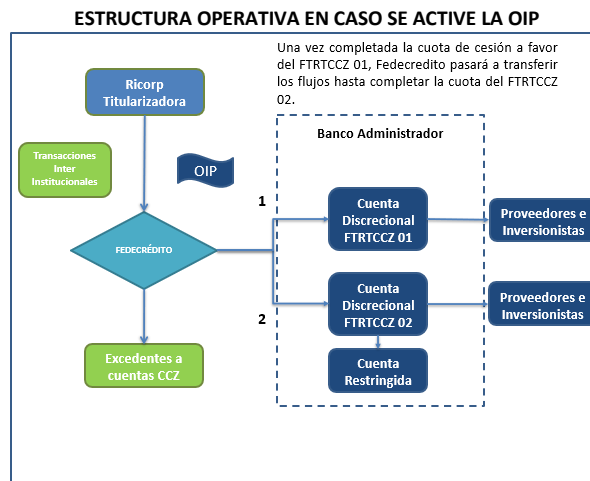 ESTRUCTURA OPERATIVA EN CASO SE ACTIVE LA OIP
Una vez completada la cuota de cesión a favor
del FTRTCCZ 01, Fedecredito pasará a transferir
los flujos hasta completar la cuota del FTRTCCZ
02.
Ricorp
Titularizadora
Banco Administrador
Transacciones
Inter
Institucionales
OIP
1
Cuenta
Discrecional
FTRTCCZ 01
Proveedores e
Inversionistas
FEDECRÉDITO
Cuenta
Discrecional
FTRTCCZ 02
Proveedores e
Inversionistas
2
Excedentes a
cuentas CCZ
Cuenta
Restringida